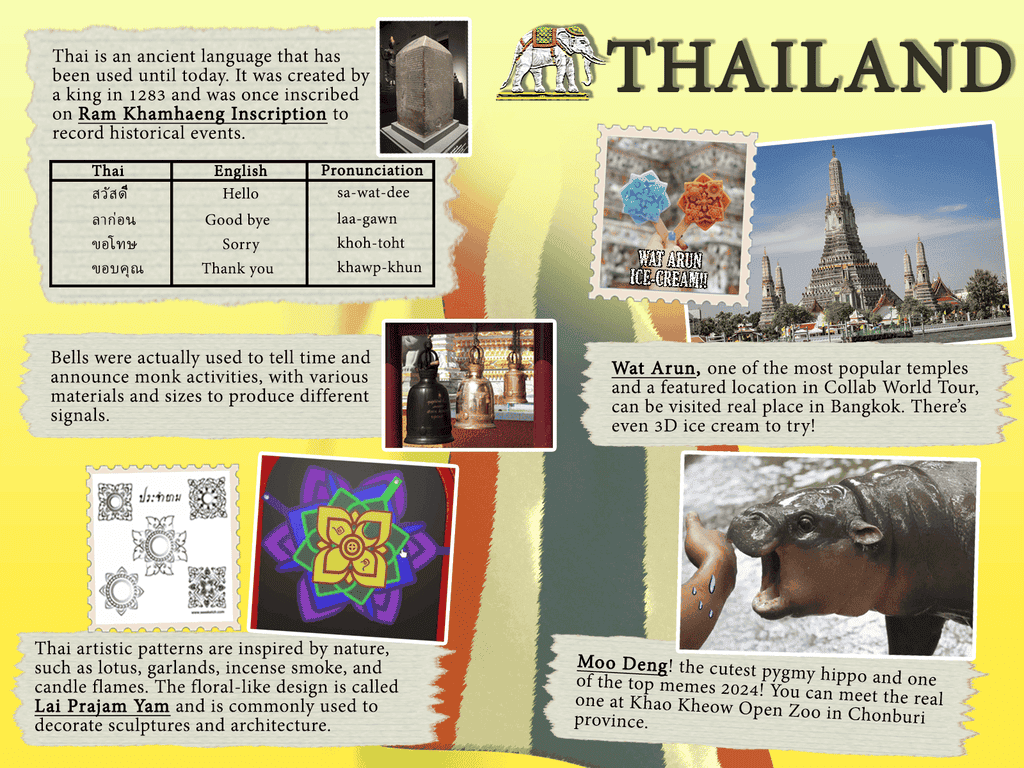 THAILAND
Thai is an ancient language that has
been used until today. It was created by
a king in 1283 and was once inscribed
on Ram Khamhaeng Inscription to
record historical events.
Thai English Pronunciation
สวัสดี Hello sa-wat-dee
ลาก่อน Good bye laa-gawn
ขอโทษ Sorry khoh-toht
ขอบคุณ Thank you khawp-khun
WAT ARUN
ICE-CREAM!!
Wat Arun, one of the most popular temples
and a featured location in Collab World Tour,
can be visited real place in Bangkok. There's
even 3D ice cream to try!
Bells were actually used to tell time and
announce monk activities, with various
materials and sizes to produce different
signals.
ประจำยาม
Thai artistic patterns are inspired by nature,
such as lotus, garlands, incense smoke, and
candle flames. The floral-like design is called
Lai Prajam Yam and is commonly used to
decorate sculptures and architecture.
Moo Deng! the cutest pygmy hippo and one
of the top memes 2024! You can meet the real
one at Khao Kheow Open Zoo in Chonburi
province.